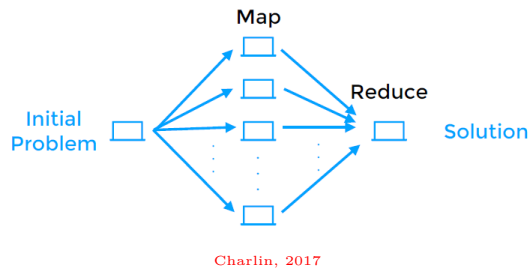 Map
Reduce
Initial
Problem
Solution
Charlin, 2017